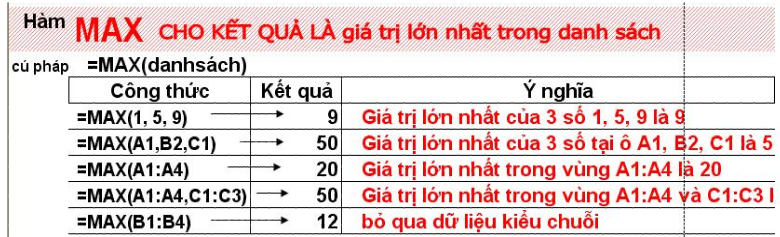 Hàm MAX CHO KẾT QUẢ LÀ giá trị lớn nhất trong danh sách
cú pháp =MAX(danhsách)
Công thức Kết quả Ý nghĩa
=MAX(1, 5, 9) 9 Giá trị lớn nhất của 3 số 1, 5, 9 là 9
=MAX(A1,B2,C1) 50 Giá trị lớn nhất của 3 số tại ô A1, B2, C1 là 5
=MAX(A1:A4) 20 Giá trị lớn nhất trong vùng A1:A4 là 20
=MAX(A1:A4,C1:C3) 50 Giá trị lớn nhất trong vùng A1:A4 và C1:C3 l
=MAX(B1:B4) 12 bỏ qua dữ liệu kiểu chuỗi